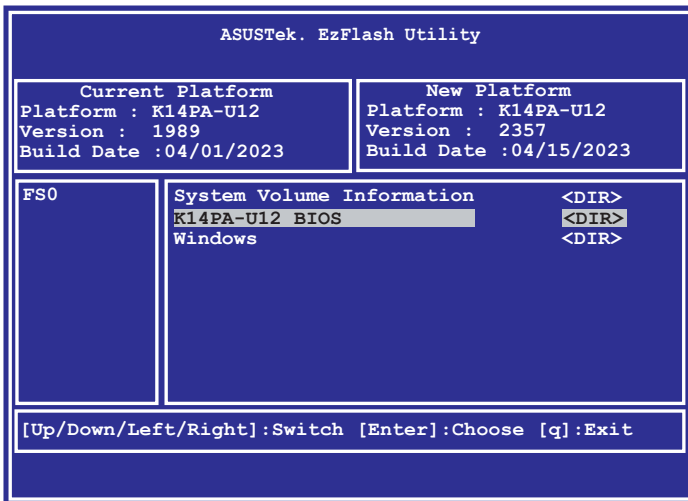 ASUSTek. EzFlash Utility
Current Platform
Platform : K14PA-U12
Version : 1989
Build Date :04/01/2023
New Platform
Platform : K14PA-U12
Version : 2357
Build Date :04/15/2023
FS0
System Volume Information <DIR>
K14PA-U12 BIOS <DIR>
Windows <DIR>
[Up/Down/Left/Right]:Switch [Enter]:Choose [q]:Exit